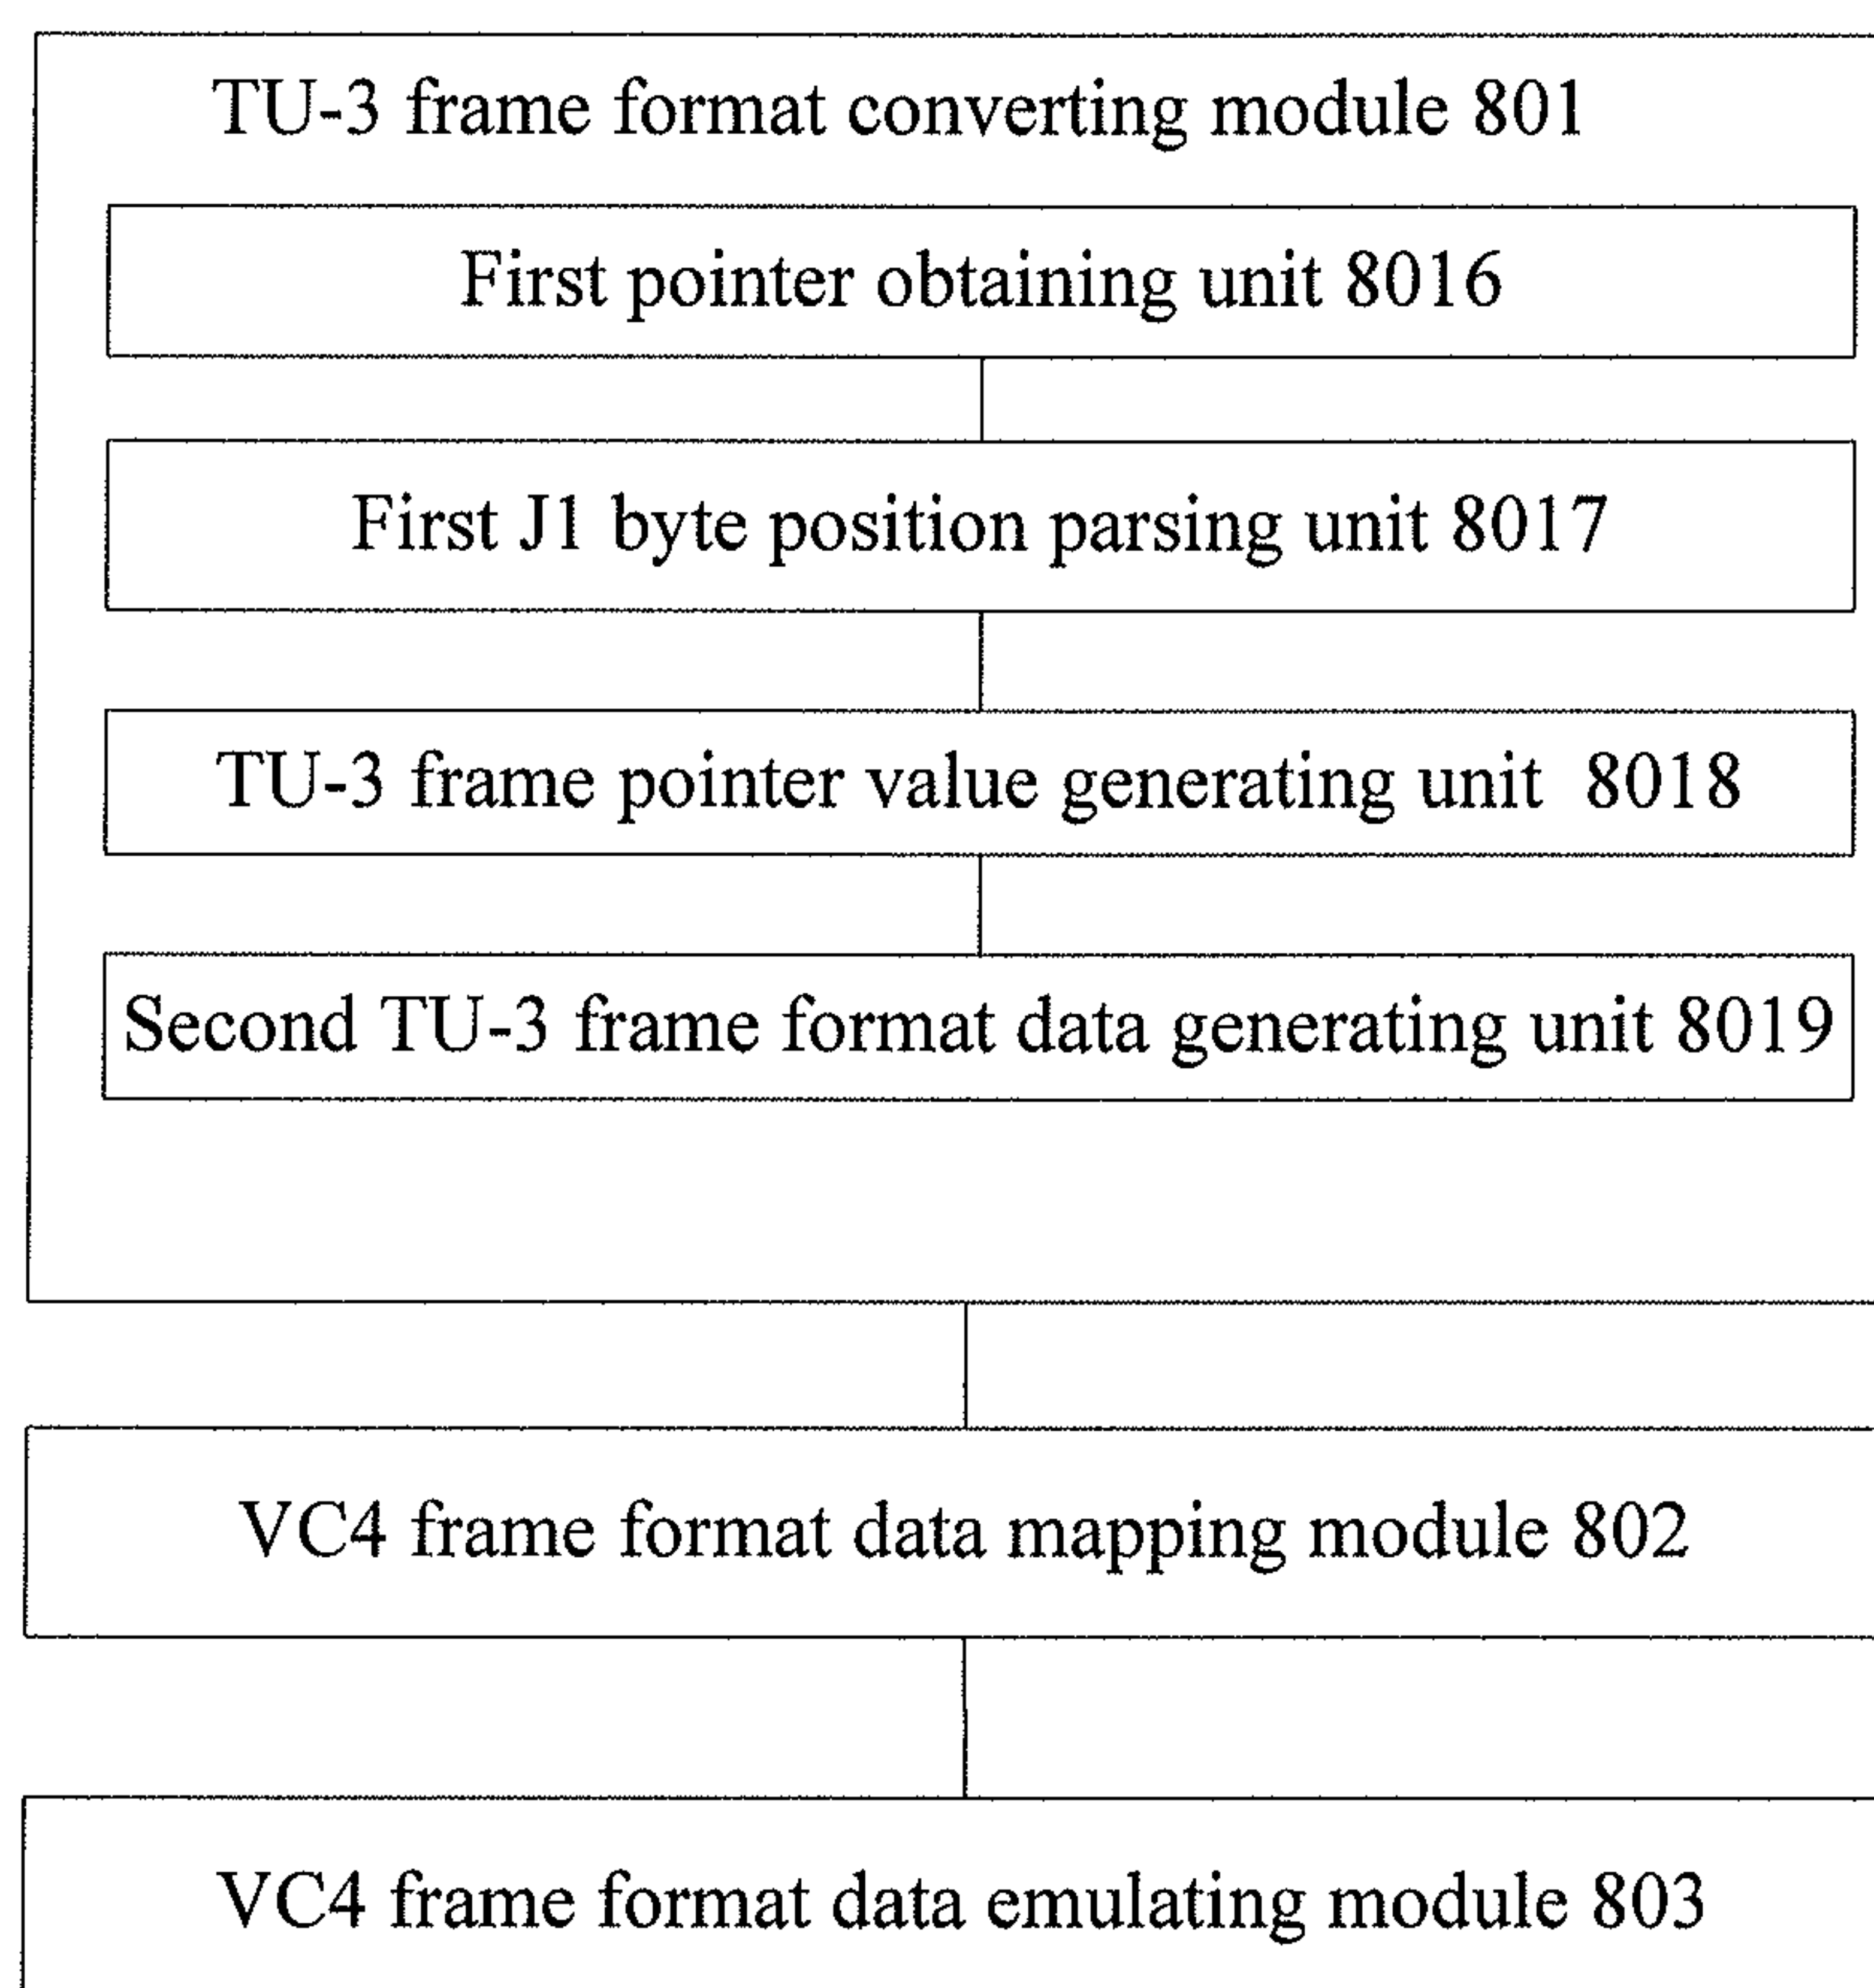 TU-3 frame format converting module 801
First pointer obtaining unit 8016
First J1 byte position parsing unit 8017
TU-3 frame pointer value generating unit 8018
Second TU-3 frame format data generating unit 8019
VC4 frame format data mapping module 802
VC4 frame format data emulating module 803